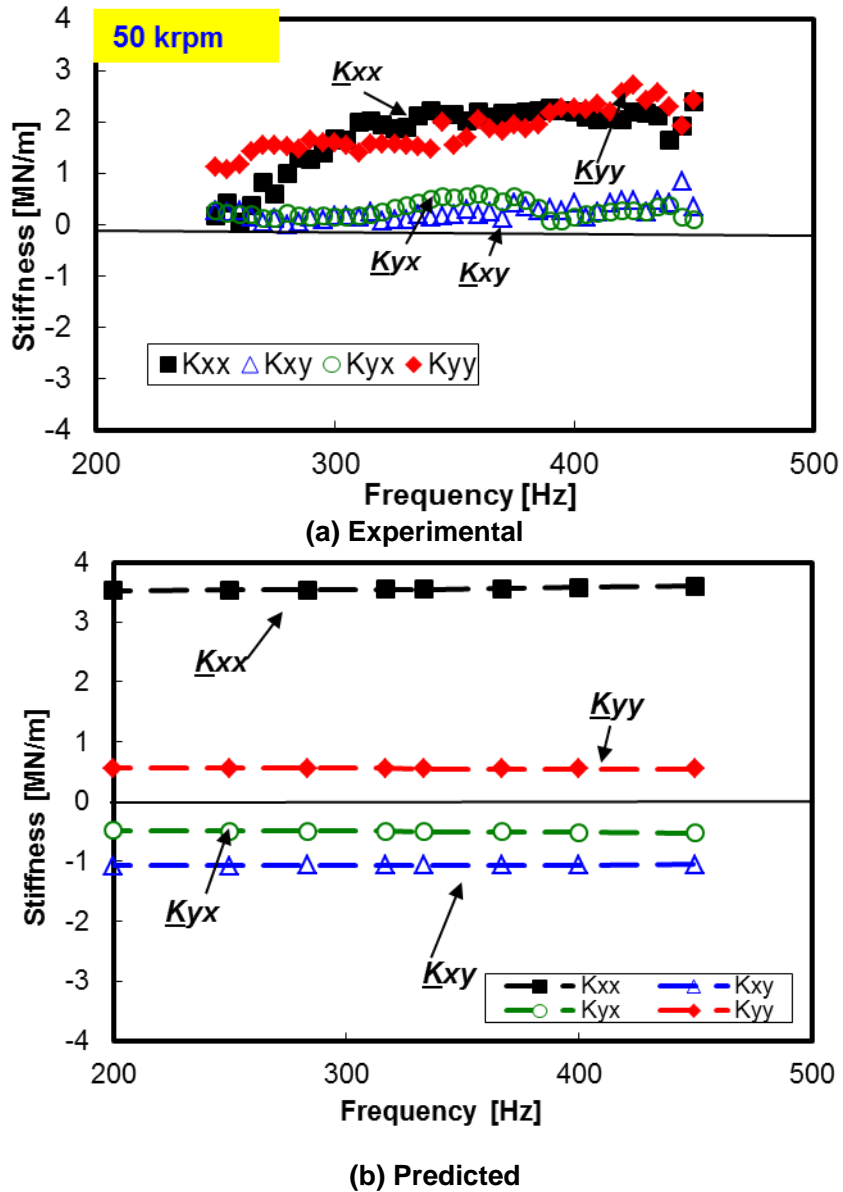 50 krpm
4
3
2
1
0
-1
-2
-3
-4
Stiffness [MN/m]
Kxx
Kyy
Kyx
Kxy
Kxx Kxy Kyx Kyy
200 300 400 500
Frequency [Hz]
(a) Experimental
4
3
2
1
0
-1
-2
-3
-4
Stiffness [MN/m]
Kxx
Kyy
Kyx
Kxy
Kxx Kxy
Kyx Kyy
200 300 400 500
Frequency [Hz]
(b) Predicted